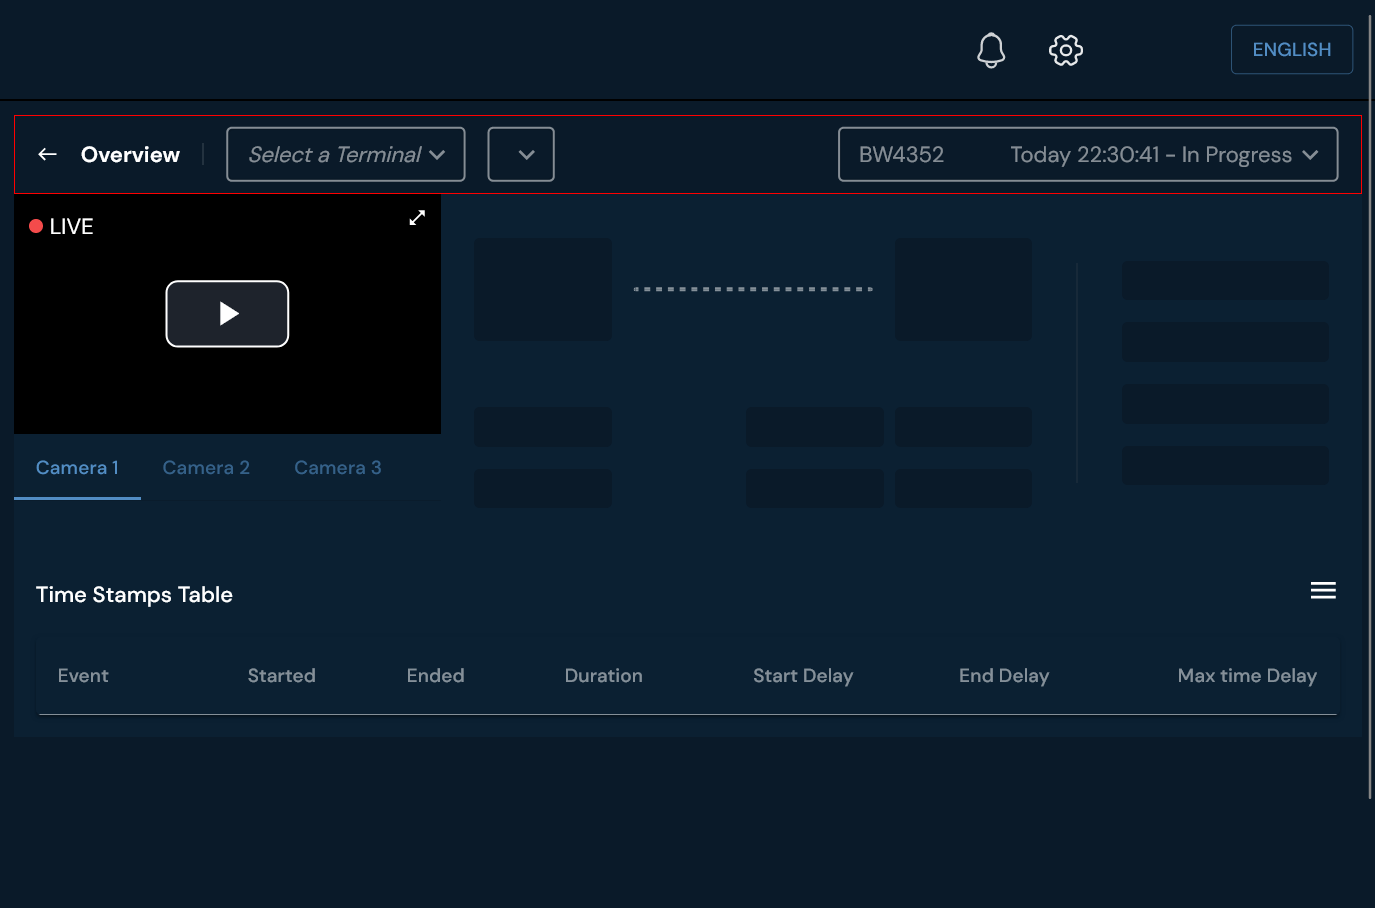 ENGLISH
Overview
Select a Terminal
BW4352 Today 22:30:41 - In Progress
LIVE
Camera 1 Camera 2 Camera 3
Time Stamps Table
Event Started Ended Duration Start Delay End Delay Max time Delay